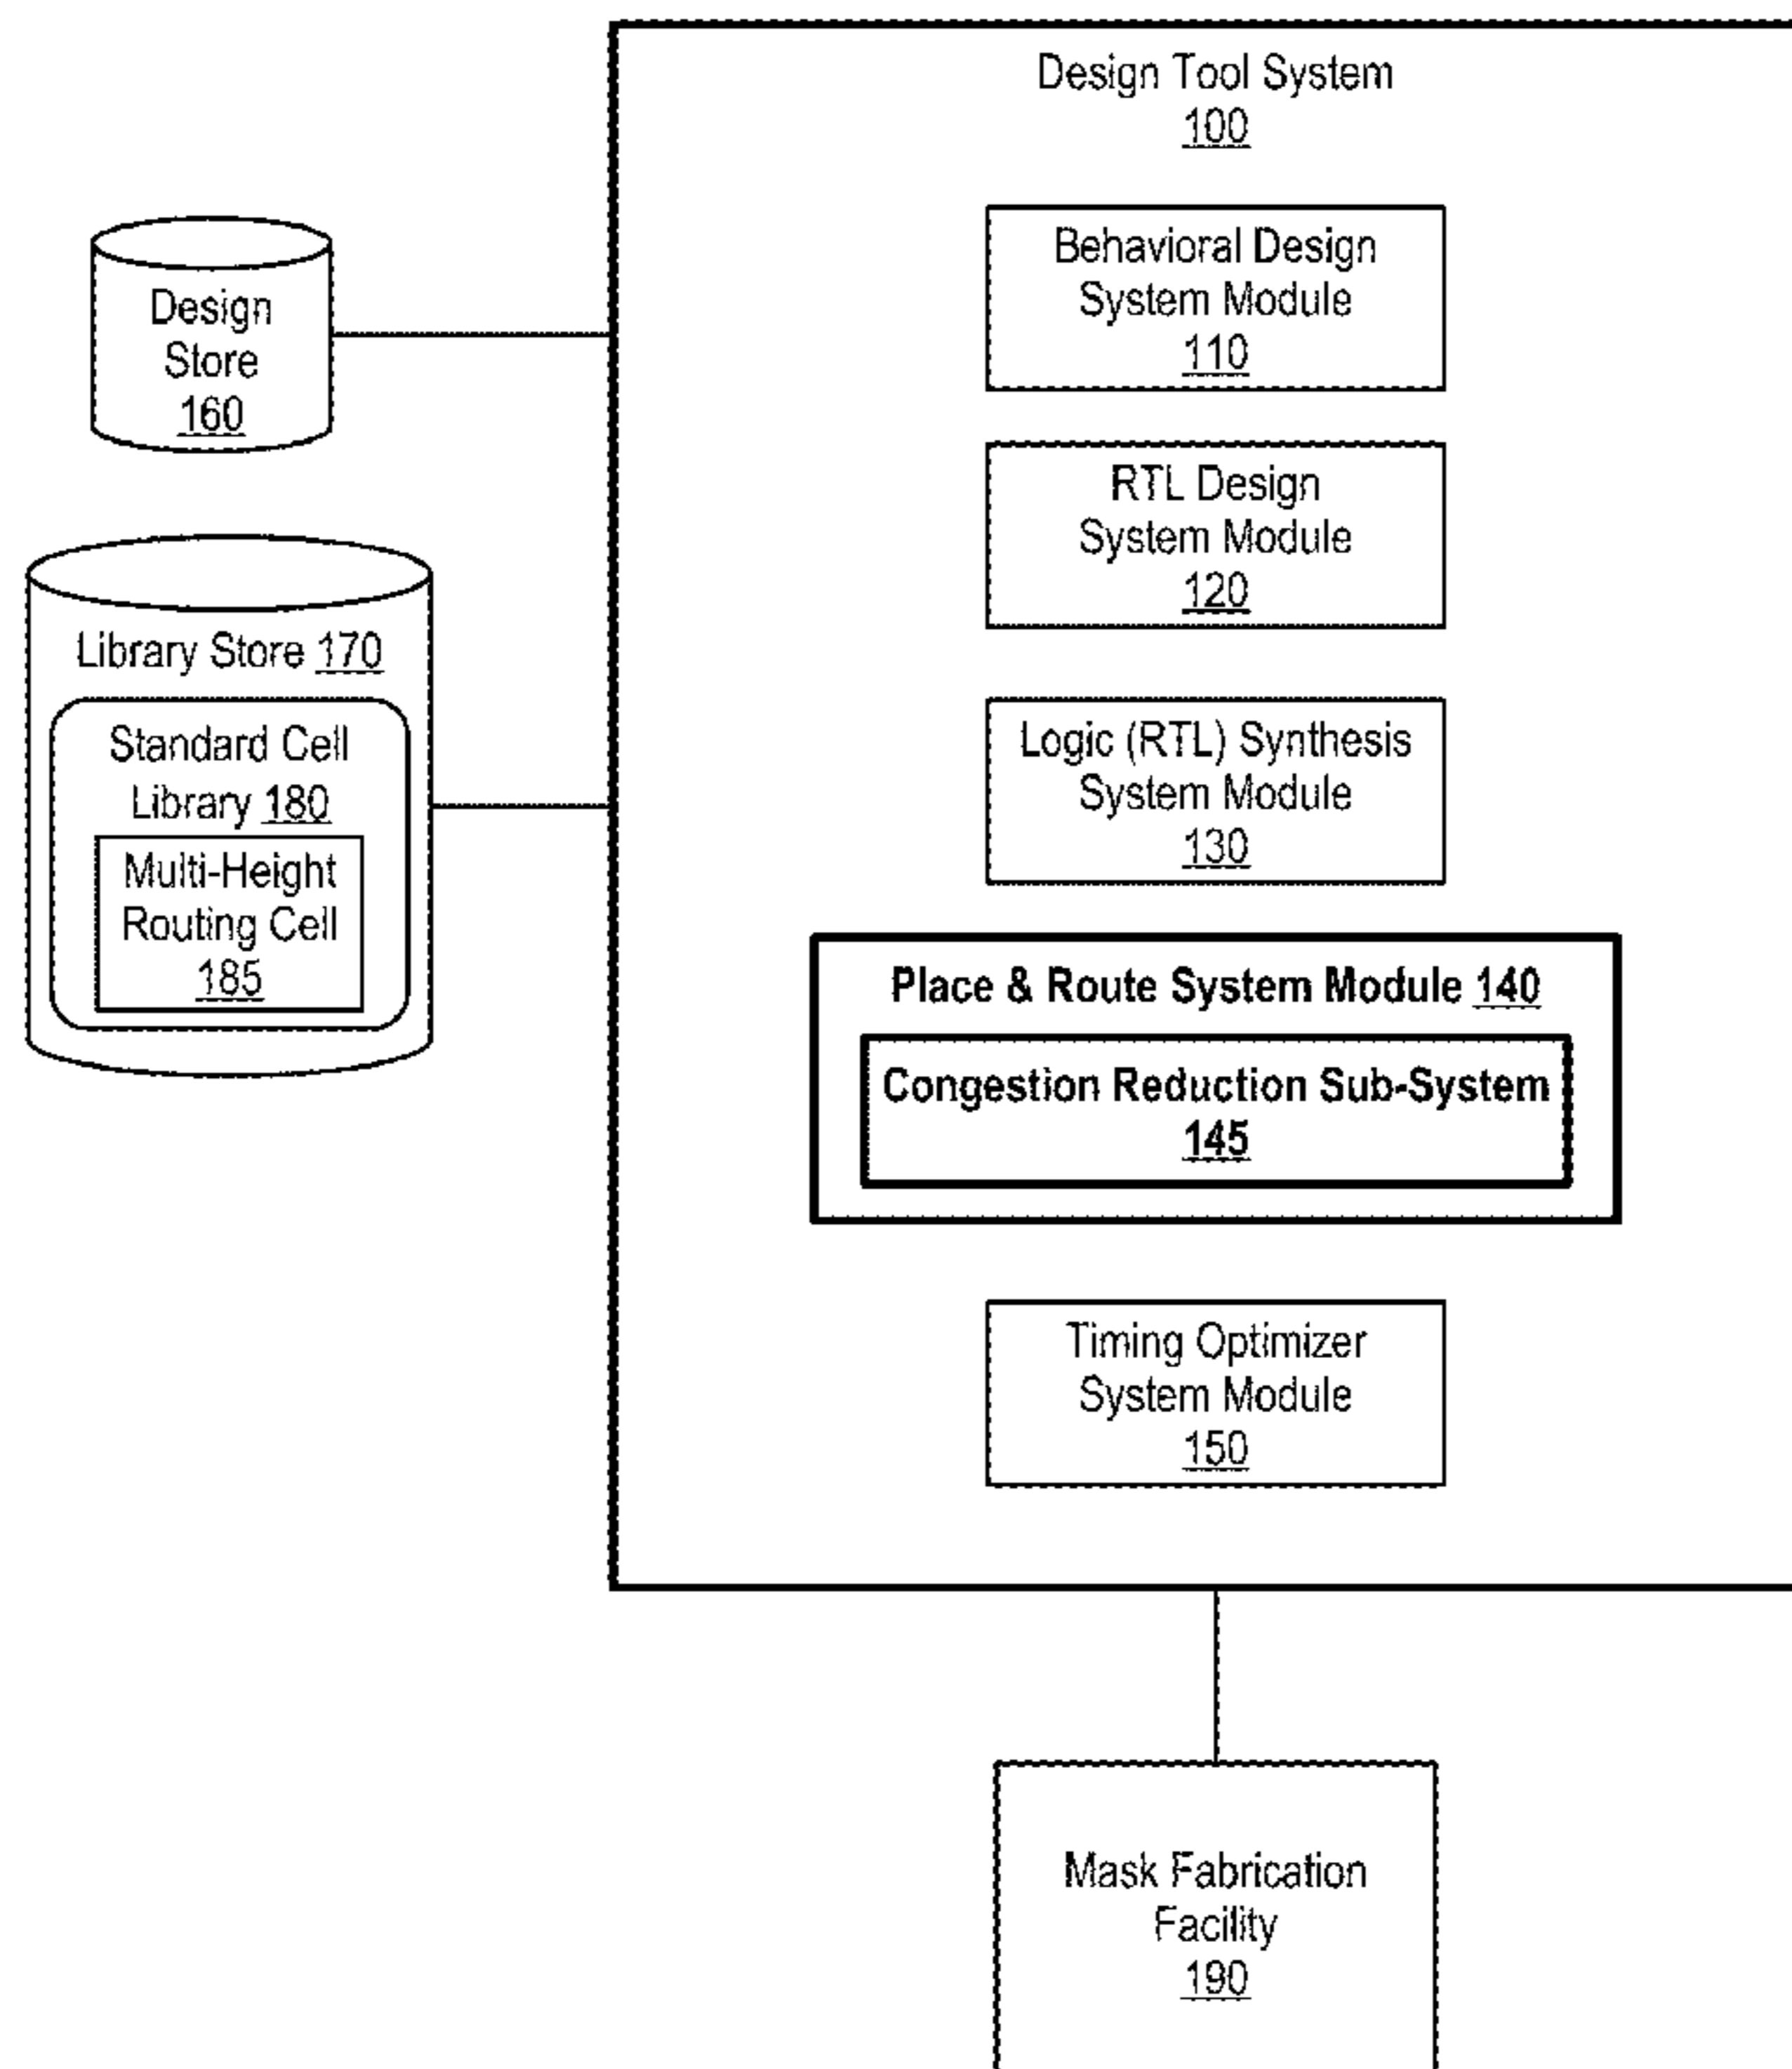 Design Tool System
100
Behavioral Design
System Module
110
Design
Store
160
RTL Design
System Module
120
Library Store 170
Standard Cell
Library 180
Multi-Height
Routing Cell
185
Logic (RTL) Synthesis
System Module
130
Place & Route System Module 140
Congestion Reduction Sub-System
145
Timing Optimizer
System Module
150
Mask Fabrication
Facility
190